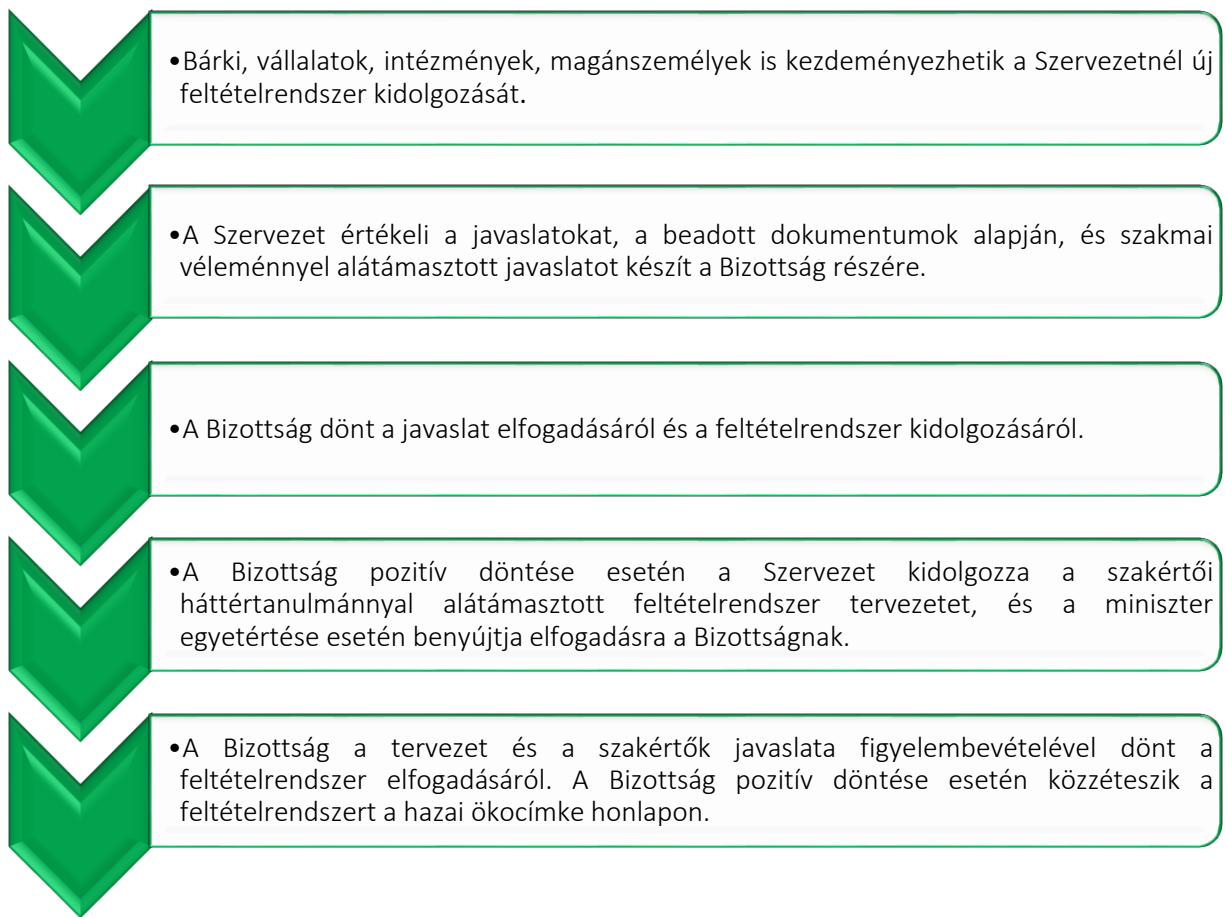 •Bárki, vállalatok, intézmények, magánszemélyek is kezdeményezhetik a Szervezetnél új
feltételrendszer kidolgozását.
•A Szervezet értékeli a javaslatokat, a beadott dokumentumok alapján, és szakmai
véleménnyel alátámasztott javaslatot készít a Bizottság részére.
•A Bizottság dönt a javaslat elfogadásáról és a feltételrendszer kidolgozásáról.
•A Bizottság pozitív döntése esetén a Szervezet kidolgozza a szakértői
háttértanulmánnyal alátámasztott feltételrendszer tervezetet, és a miniszter
egyetértése esetén benyújtja elfogadásra a Bizottságnak.
•A Bizottság a tervezet és a szakértők javaslata figyelembevételével dönt a
feltételrendszer elfogadásáról. A Bizottság pozitív döntése esetén közzéteszik a
feltételrendszert a hazai ökocímke honlapon.